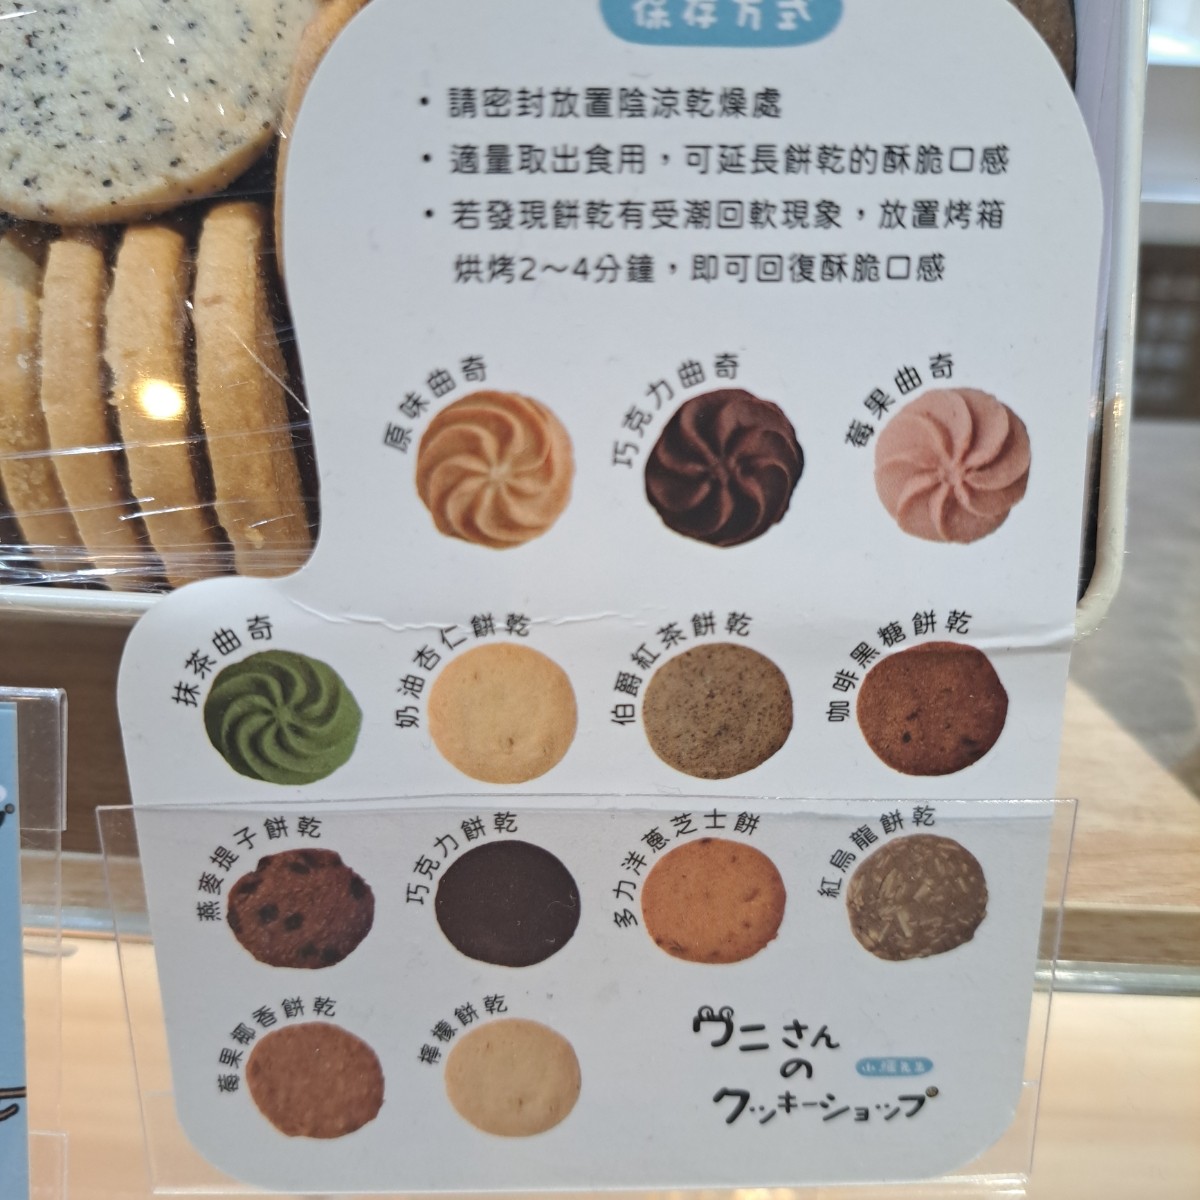 保存方式
・請密封放置陰涼乾燥處
・適量取出食用，可延長餅乾的酥脆口感
・若發現餅乾有受潮回軟現象，放置烤箱
烘烤2～4分鐘，即可回復酥脆口感
原味曲奇
巧克力曲奇
莓果曲奇
抹茶曲奇
奶油杏仁餅乾
伯爵紅茶餅乾
咖啡黑糖餅乾
燕麥提子餅乾
巧克力餅乾
多力洋蔥芝士餅
紅烏龍餅乾
莓果椰香餅乾
檸檬餅乾
ウニさん
の
クッキーショップ